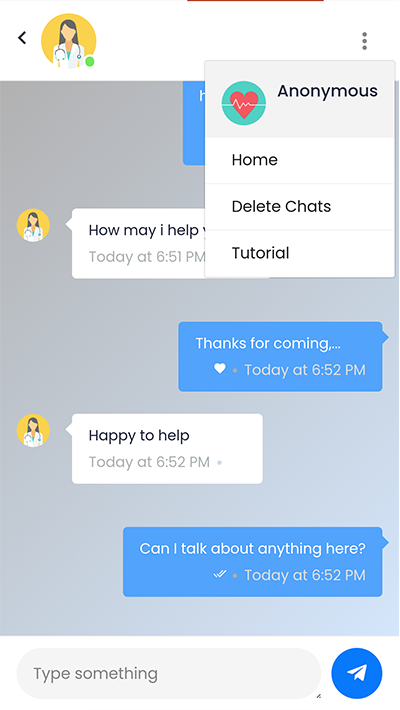 Anonymous
Home
Delete Chats
Tutorial
How may i help
Today at 6:51 PM
Thanks for coming,...
Today at 6:52 PM
Happy to help
Today at 6:52 PM
Can I talk about anything here?
Today at 6:52 PM
Type something